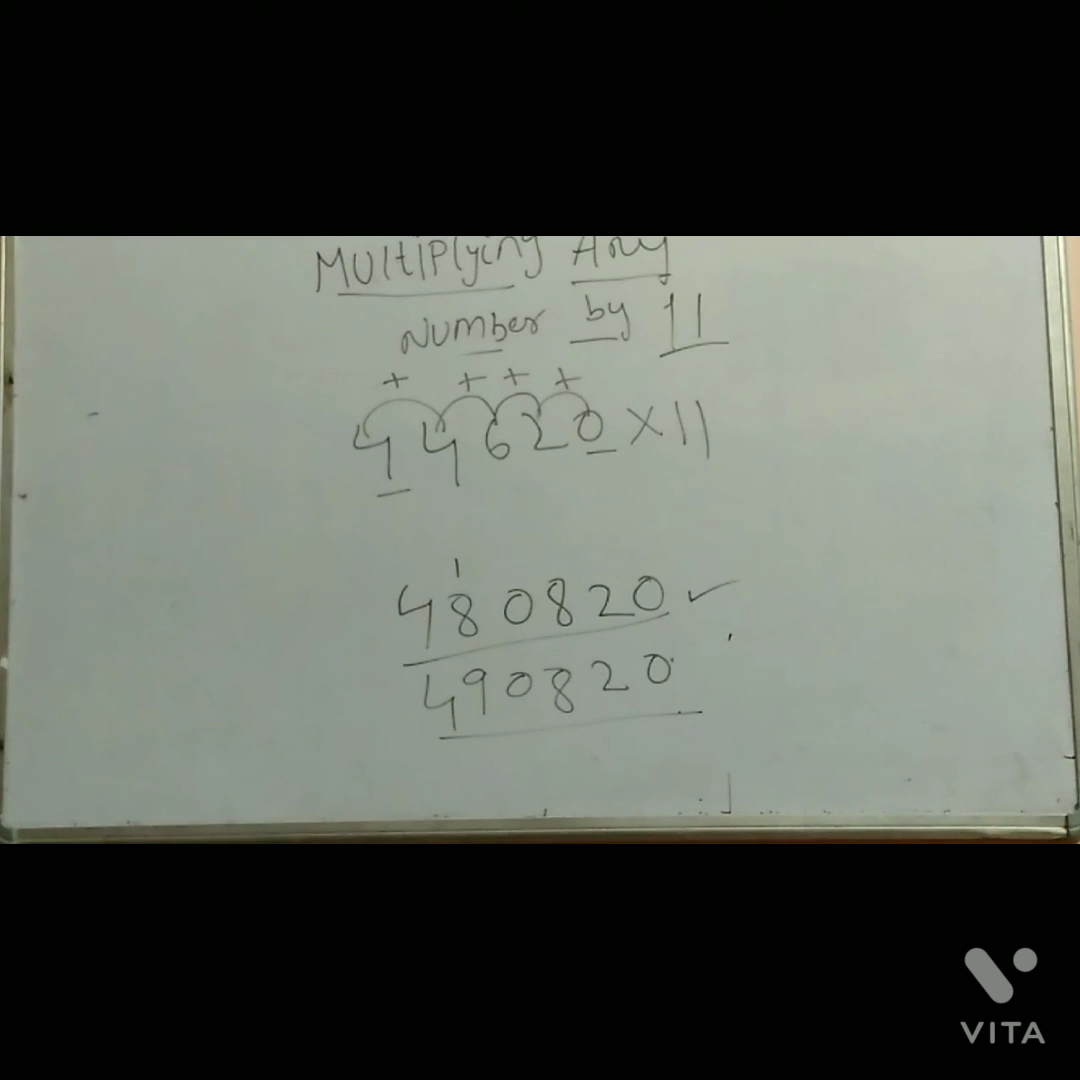 Multiplying Any
Number by 11
+ + + +
44620 X 11
1
480820 ✓
490820
VITA